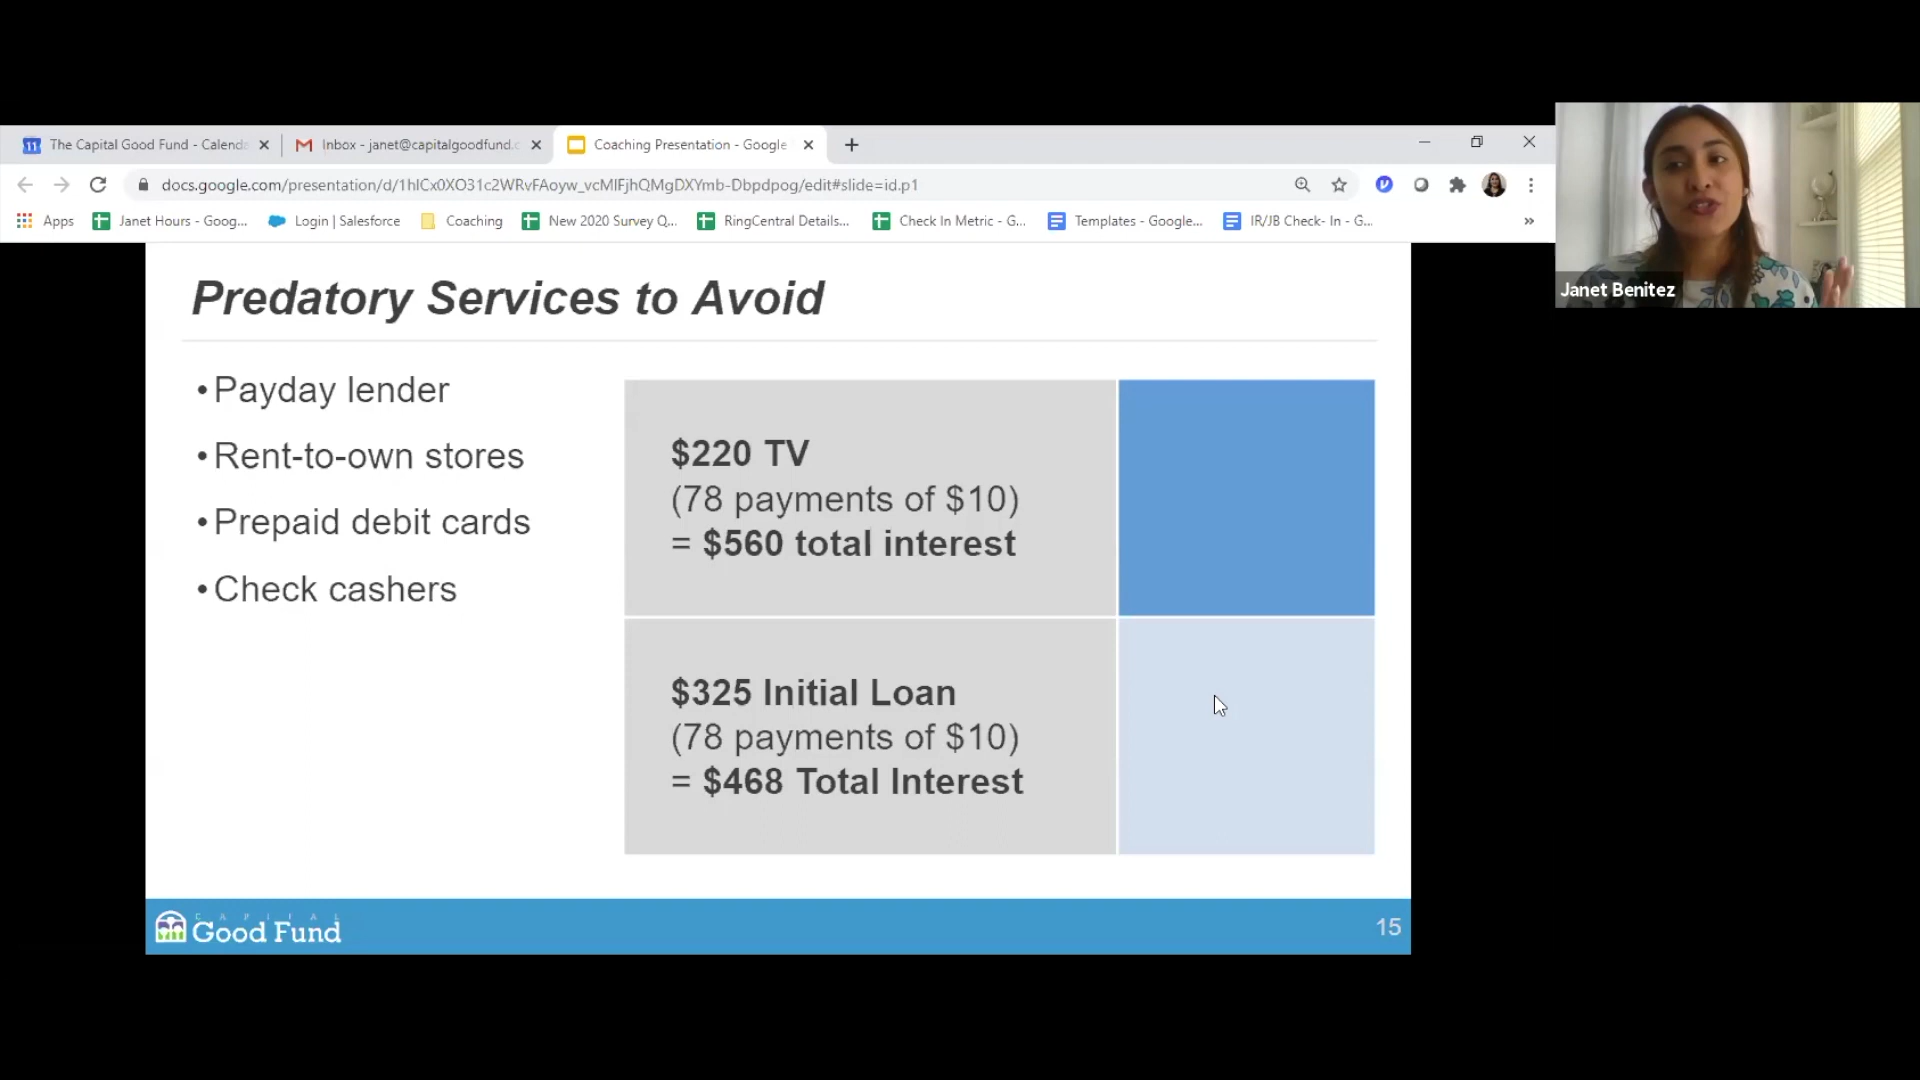 The Capital Good Fund - Calenda
Inbox - janet@capitalgoodfund.c
Coaching Presentation - Google
docs.google.com/presentation/d/1hlCx0XO31c2WRvFAoyw_vcMlFjhQMgDXYmb-Dbpdpog/edit#slide=id.p1
Apps
Janet Hours - Goog...
Login | Salesforce
Coaching
New 2020 Survey Q...
RingCentral Details...
Check In Metric - G...
Templates - Google...
IR/JB Check- In - G...
»
Janet Benitez
Predatory Services to Avoid
•Payday lender
•Rent-to-own stores
•Prepaid debit cards
•Check cashers
$220 TV
(78 payments of $10)
= $560 total interest
$325 Initial Loan
(78 payments of $10)
= $468 Total Interest
CAPITAL
Good Fund
15